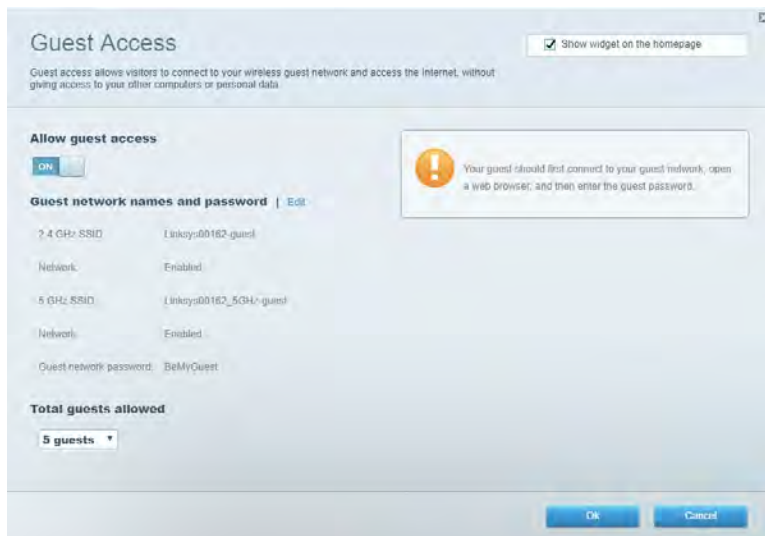 Guest Access
Show widget on the homepage
Guest access allows visitors to connect to your wireless guest network and access the Internet, without
giving access to your other computers or personal data.
Allow guest access
ON
Your guest should first connect to your guest network, open
a web browser, and then enter the guest password.
Guest network names and password | Edit
2.4 GHz SSID Linksys00162-guest
Network: Enabled
5 GHz SSID Linksys00162_5GHz-guest
Network: Enabled
Guest network password: BeMyGuest
Total guests allowed
5 guests
Ok Cancel